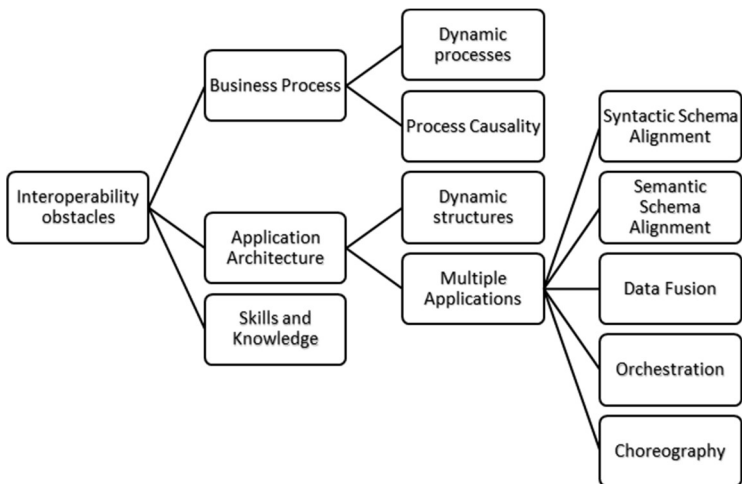 Interoperability
obstacles
Business Process
Dynamic
processes
Process Causality
Application
Architecture
Dynamic
structures
Multiple
Applications
Syntactic Schema
Alignment
Semantic
Schema
Alignment
Data Fusion
Orchestration
Choreography
Skills and
Knowledge